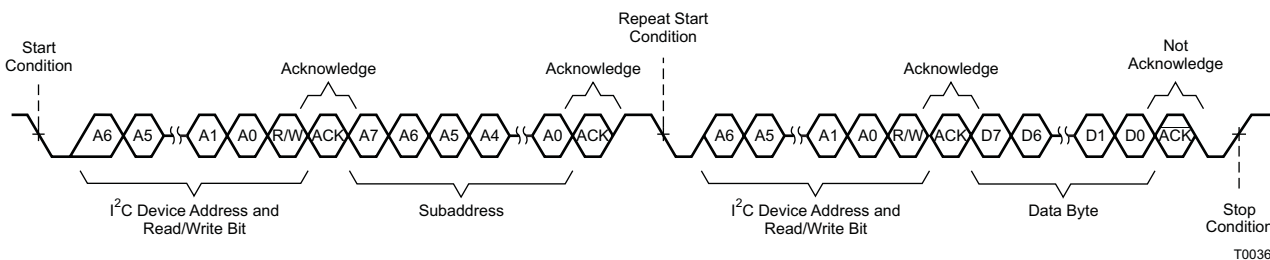 Start
Condition
Acknowledge
Acknowledge
Repeat Start
Condition
Acknowledge
Not
Acknowledge
A6 A5 A1 A0 R/W ACK A7 A6 A5 A4 A0 ACK A6 A5 A1 A0 R/W ACK D7 D6 D1 D0 A̅C̅K̅
I²C Device Address and
Read/Write Bit
Subaddress
I²C Device Address and
Read/Write Bit
Data Byte
Stop
Condition
T0036